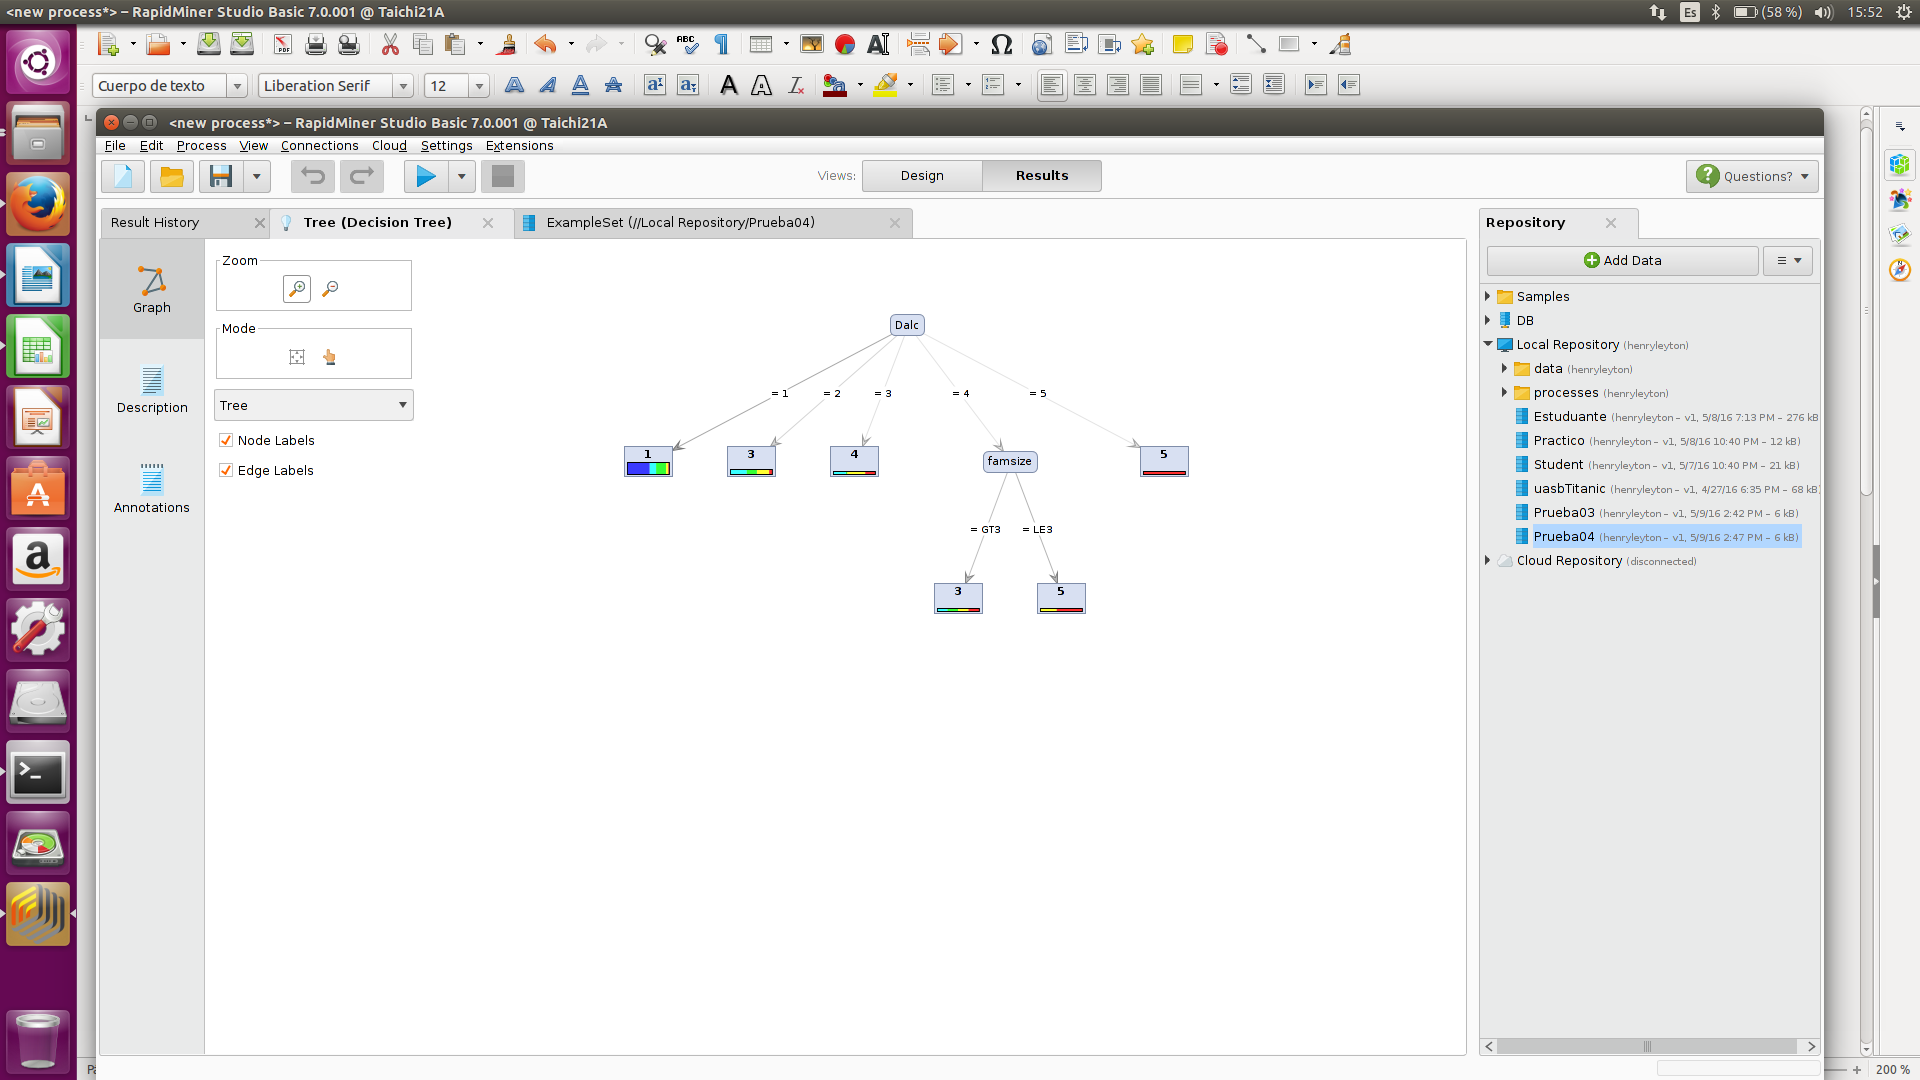 <new process*> – RapidMiner Studio Basic 7.0.001 @ Taichi21A
Es (58 %) 15:52
Cuerpo de texto Liberation Serif 12
<new process*> – RapidMiner Studio Basic 7.0.001 @ Taichi21A
File Edit Process View Connections Cloud Settings Extensions
Views: Design Results Questions?
Result History Tree (Decision Tree) ExampleSet (//Local Repository/Prueba04) Repository
Zoom
Add Data
Graph
Mode
Tree
Node Labels
Edge Labels
Description
Annotations
Dalc
= 1 = 2 = 3 = 4 = 5
1 3 4 famsize 5
= GT3 = LE3
3 5
Samples
DB
Local Repository (henryleyton)
data (henryleyton)
processes (henryleyton)
Estuduante (henryleyton – v1, 5/8/16 7:13 PM – 276 kB
Practico (henryleyton – v1, 5/8/16 10:40 PM – 12 kB)
Student (henryleyton – v1, 5/7/16 10:40 PM – 21 kB)
uasbTitanic (henryleyton – v1, 4/27/16 6:35 PM – 68 kB
Prueba03 (henryleyton – v1, 5/9/16 2:42 PM – 6 kB)
Prueba04 (henryleyton – v1, 5/9/16 2:47 PM – 6 kB)
Cloud Repository (disconnected)
200 %